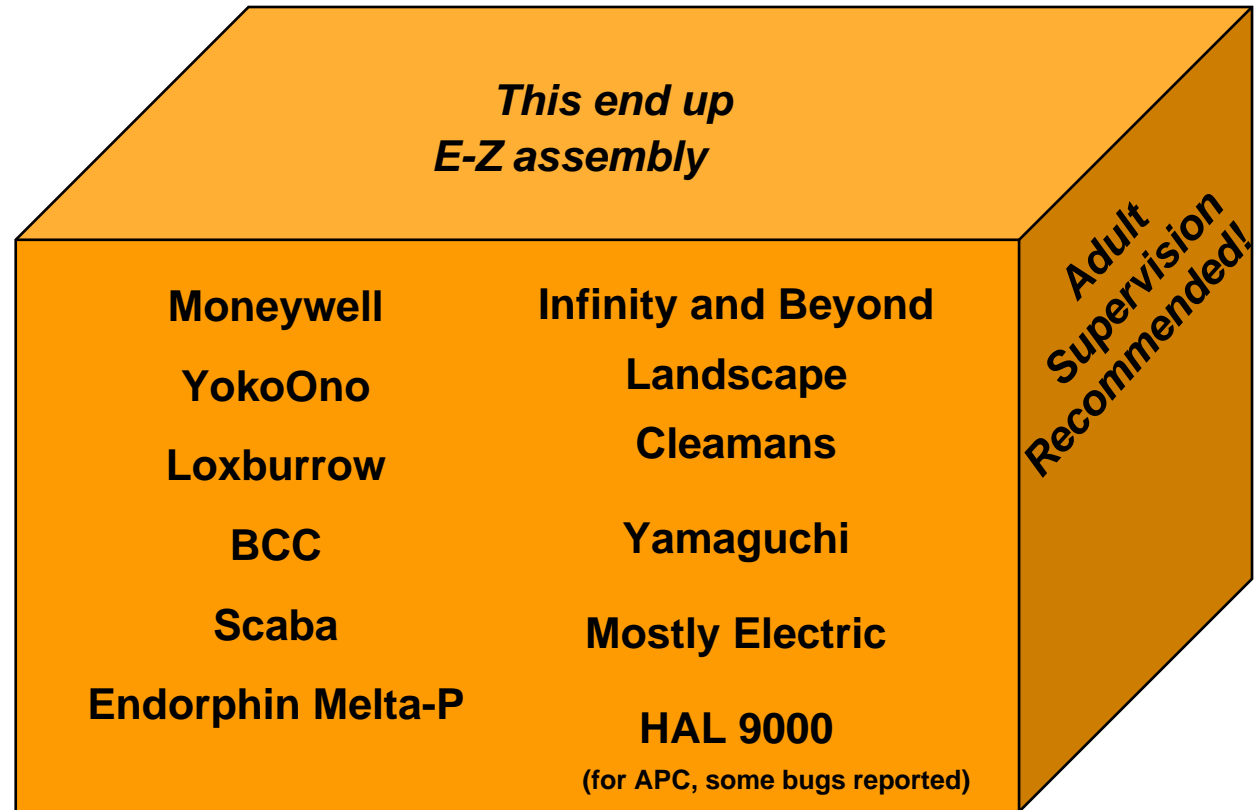 This end up
E-Z assembly
Moneywell
YokoOno
Loxburrow
BCC
Scaba
Endorphin Melta-P
Infinity and Beyond
Landscape
Cleamans
Yamaguchi
Mostly Electric
HAL 9000
(for APC, some bugs reported)
Adult
Supervision
Recommended!